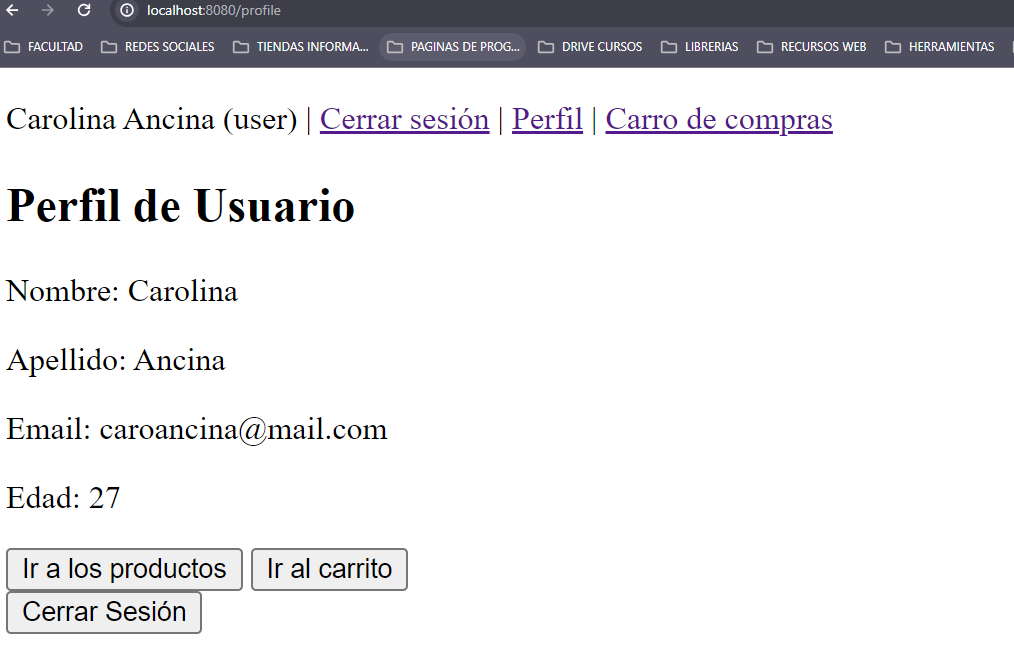 localhost:8080/profile
FACULTAD REDES SOCIALES TIENDAS INFORMA... PAGINAS DE PROG... DRIVE CURSOS LIBRERIAS RECURSOS WEB HERRAMIENTAS
Carolina Ancina (user) | Cerrar sesión | Perfil | Carro de compras
Perfil de Usuario
Nombre: Carolina
Apellido: Ancina
Email: caroancina@mail.com
Edad: 27
Ir a los productos Ir al carrito
Cerrar Sesión